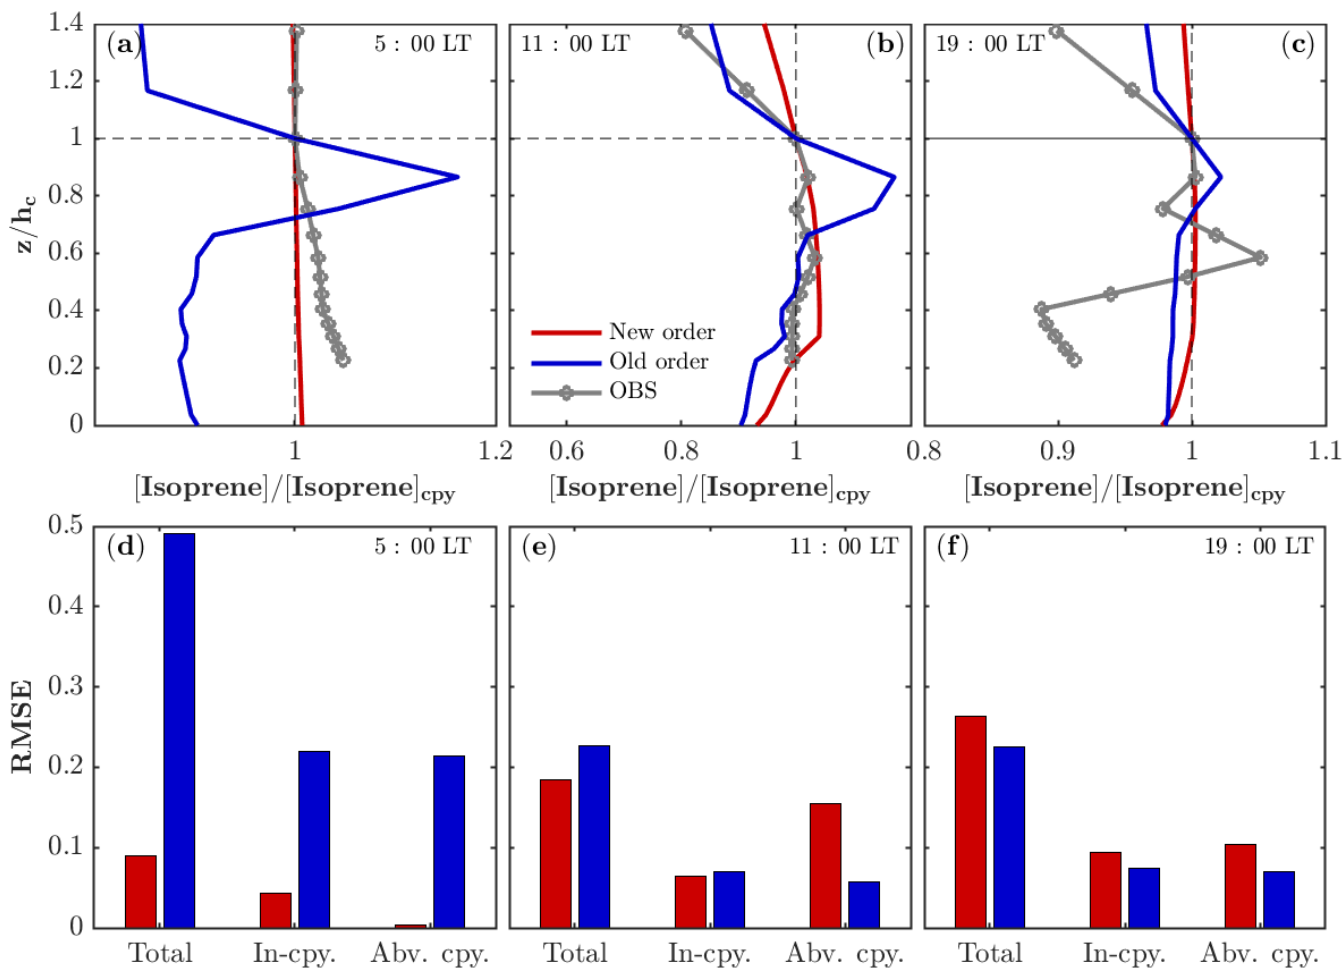 1.4
1.2
1
0.8
0.6
0.4
0.2
0
z/hc
(a)
5 : 00 LT
11 : 00 LT
(b)
19 : 00 LT
(c)
New order
Old order
OBS
1
1.2
0.6
0.8
1
0.8
0.9
1
1.1
[Isoprene]/[Isoprene]cpy
[Isoprene]/[Isoprene]cpy
[Isoprene]/[Isoprene]cpy
0.5
0.4
0.3
0.2
0.1
0
RMSE
(d)
5 : 00 LT
(e)
11 : 00 LT
(f)
19 : 00 LT
Total In-cpy. Abv. cpy.
Total In-cpy. Abv. cpy.
Total In-cpy. Abv. cpy.